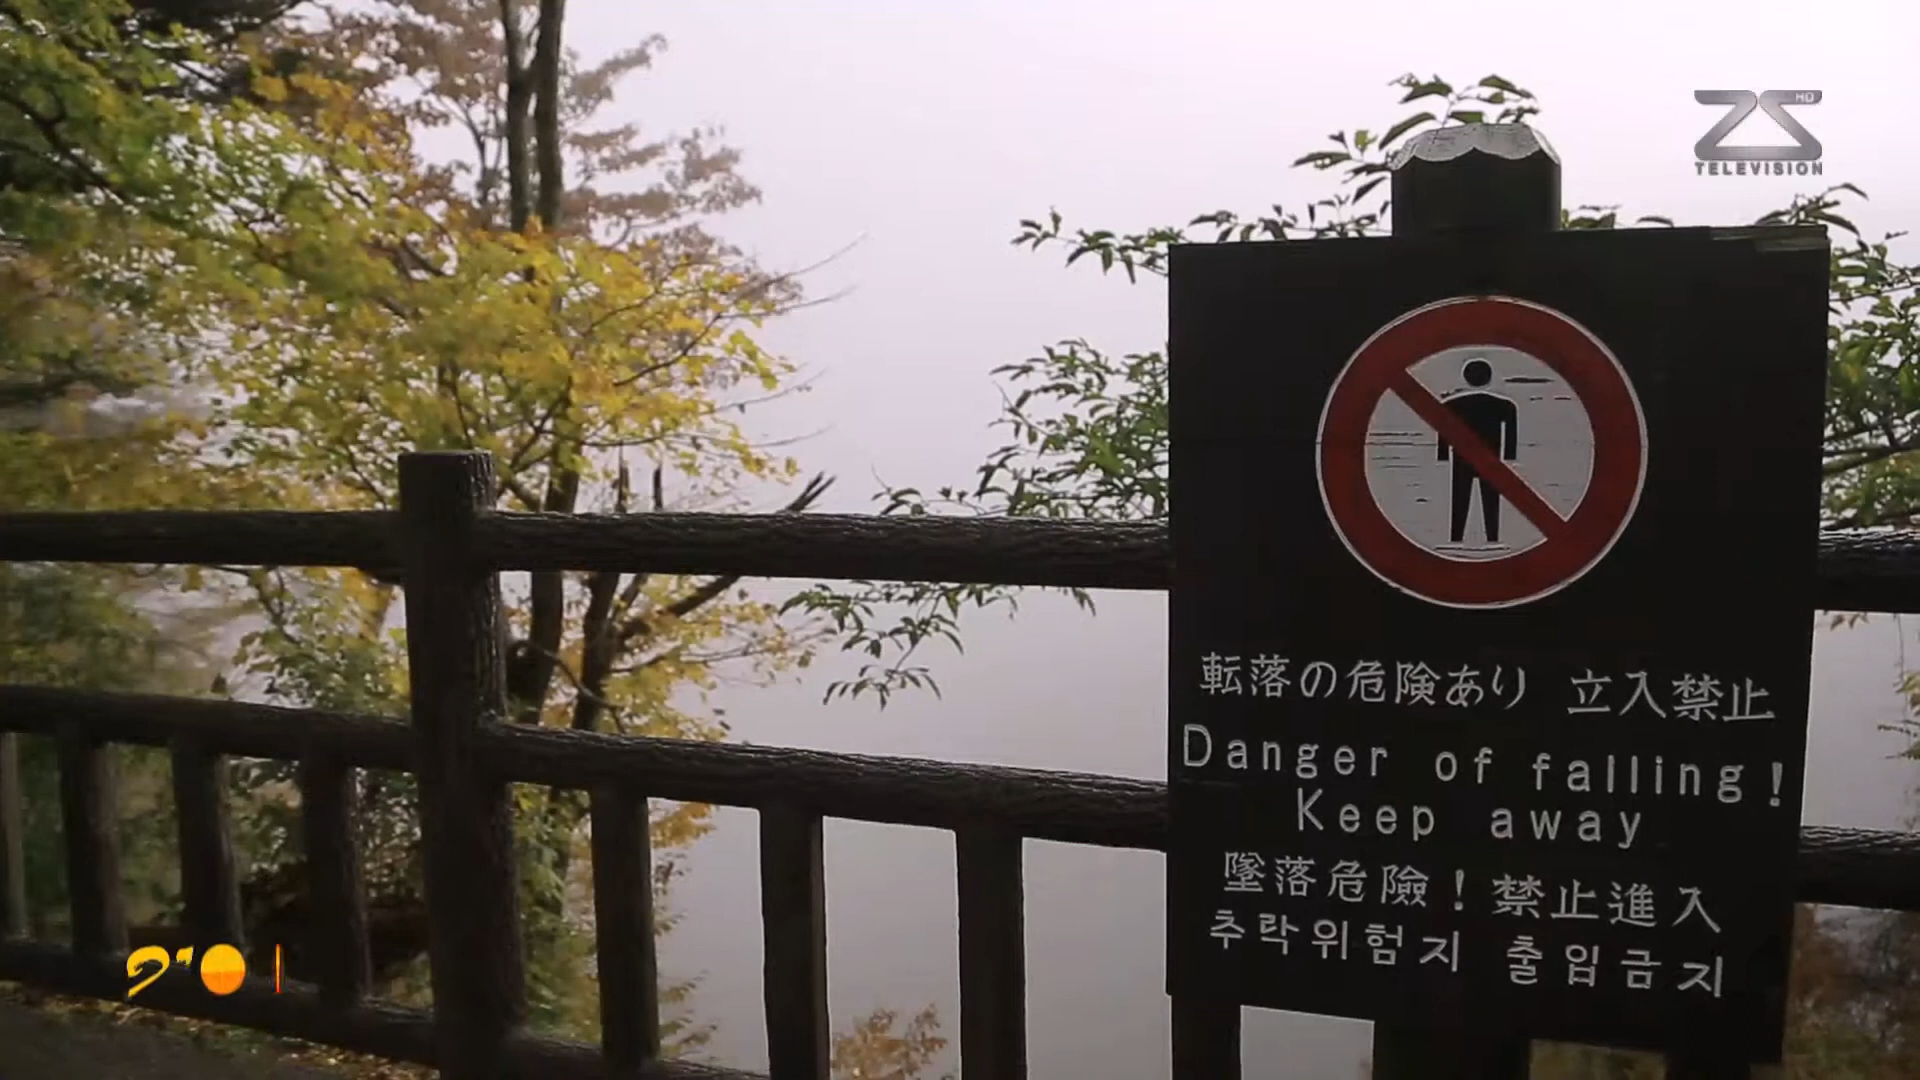 HD
TELEVISION
転落の危険あり 立入禁止
Danger of falling!
Keep away
墜落危險！禁止進入
추락위험지 출입금지